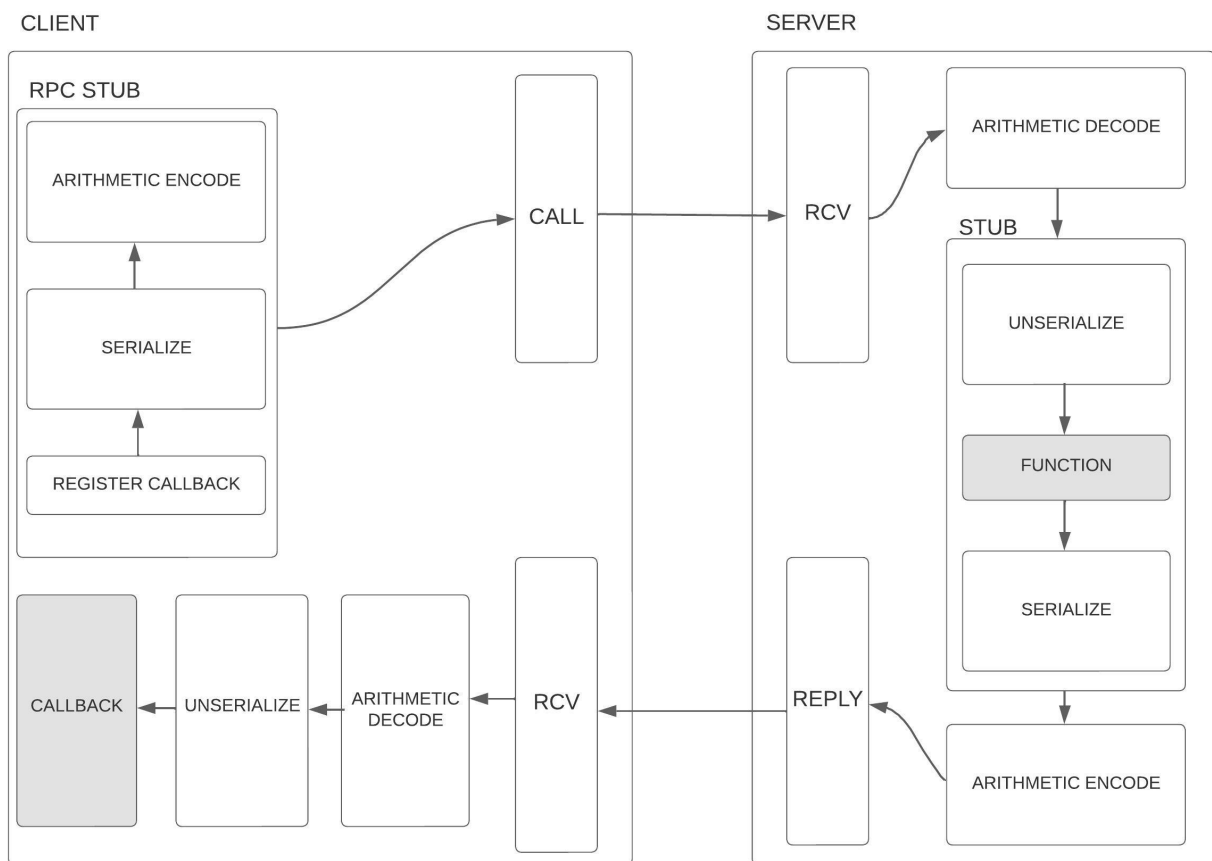 CLIENT
SERVER
RPC STUB
ARITHMETIC ENCODE
SERIALIZE
REGISTER CALLBACK
CALL
RCV
ARITHMETIC DECODE
STUB
UNSERIALIZE
FUNCTION
SERIALIZE
CALLBACK
UNSERIALIZE
ARITHMETIC
DECODE
RCV
REPLY
ARITHMETIC ENCODE